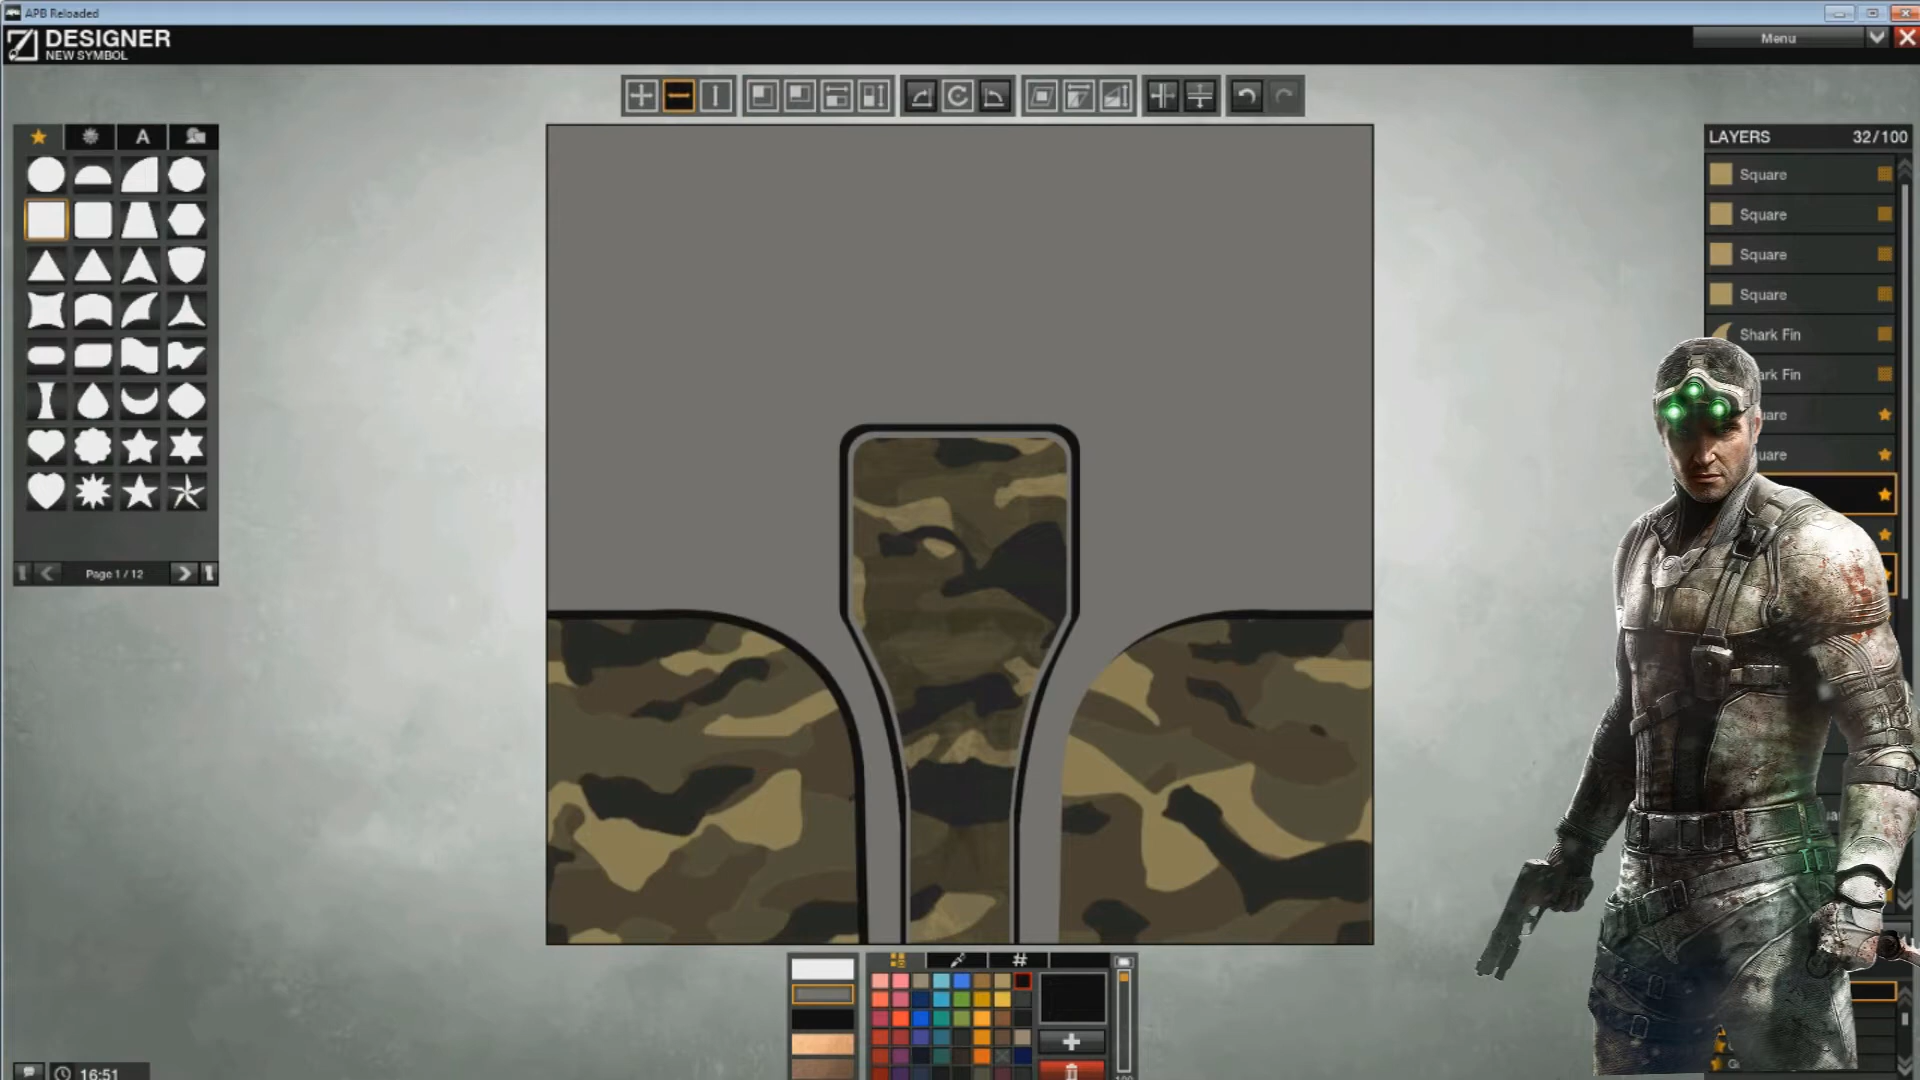 APB Reloaded
DESIGNER
NEW SYMBOL
Menu
A
LAYERS 32/100
Square
Square
Square
Square
Shark Fin
ark Fin
are
uare
Page 1 / 12
#
16:51